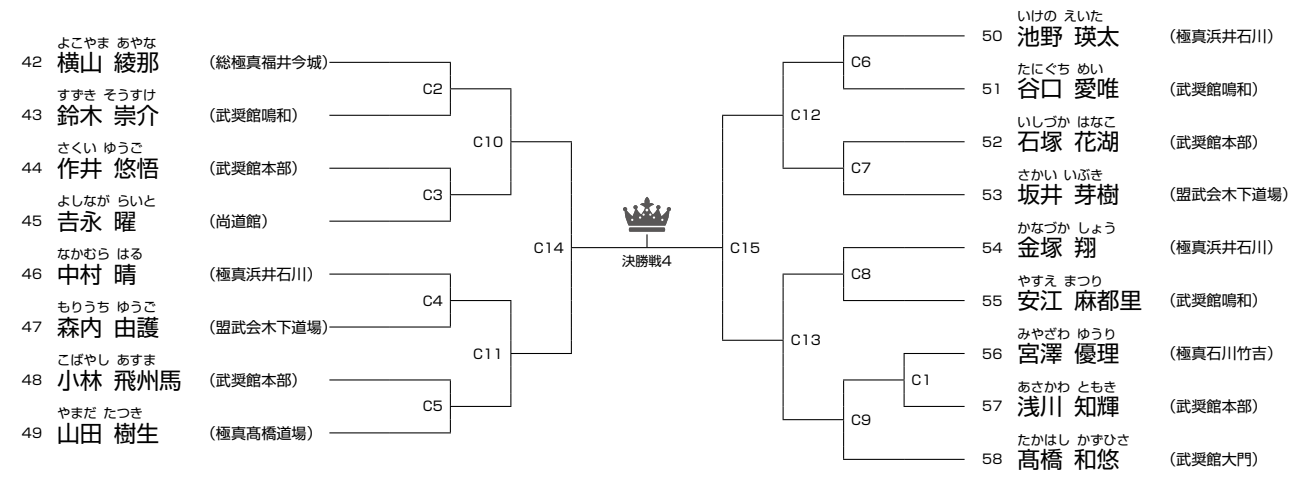 よこやま あやな
42 横山 綾那 (総極真福井今城)
すずき そうすけ
43 鈴木 崇介 (武奨館鳴和)
さくい ゆうご
44 作井 悠悟 (武奨館本部)
よしなが らいと
45 𠮷永 曜 (尚道館)
なかむら はる
46 中村 晴 (極真浜井石川)
もりうち ゆうご
47 森内 由護 (盟武会木下道場)
こばやし あすま
48 小林 飛州馬 (武奨館本部)
やまだ たつき
49 山田 樹生 (極真髙橋道場)
C2
C3
C4
C5
C10
C11
C14
決勝戦4
C15
C12
C13
C6
C7
C8
C1
C9
いけの えいた
50 池野 瑛太 (極真浜井石川)
たにぐち めい
51 谷口 愛唯 (武奨館鳴和)
いしづか はなこ
52 石塚 花湖 (武奨館本部)
さかい いぶき
53 坂井 芽樹 (盟武会木下道場)
かなづか しょう
54 金塚 翔 (極真浜井石川)
やすえ まつり
55 安江 麻都里 (武奨館鳴和)
みやざわ ゆうり
56 宮澤 優理 (極真石川竹吉)
あさかわ ともき
57 浅川 知輝 (武奨館本部)
たかはし かずひさ
58 髙橋 和悠 (武奨館大門)